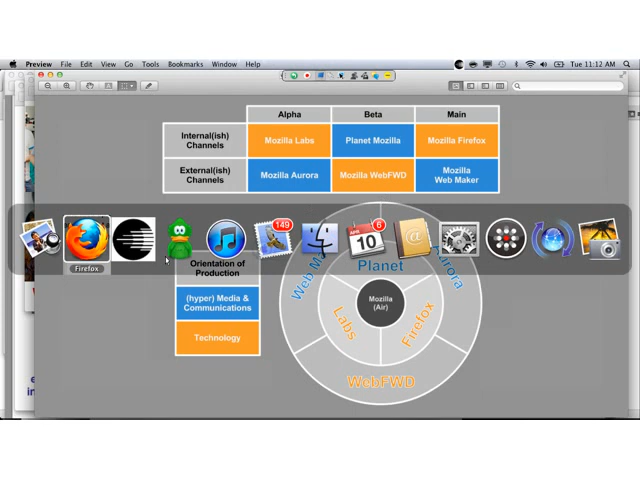 Preview File Edit View Go Tools Bookmarks Window Help Tue 11:12 AM
Alpha Beta Main
Internal(ish) Channels
Mozilla Labs
Planet Mozilla
Mozilla Firefox
External(ish) Channels
Mozilla Aurora
Mozilla WebFWD
Mozilla Web Maker
149
APR 10
6
@
Firefox
Orientation of
Production
(hyper) Media &
Communications
Technology
Web M
Planet
urora
Mozilla
(Air)
Labs
Firefox
WebFWD